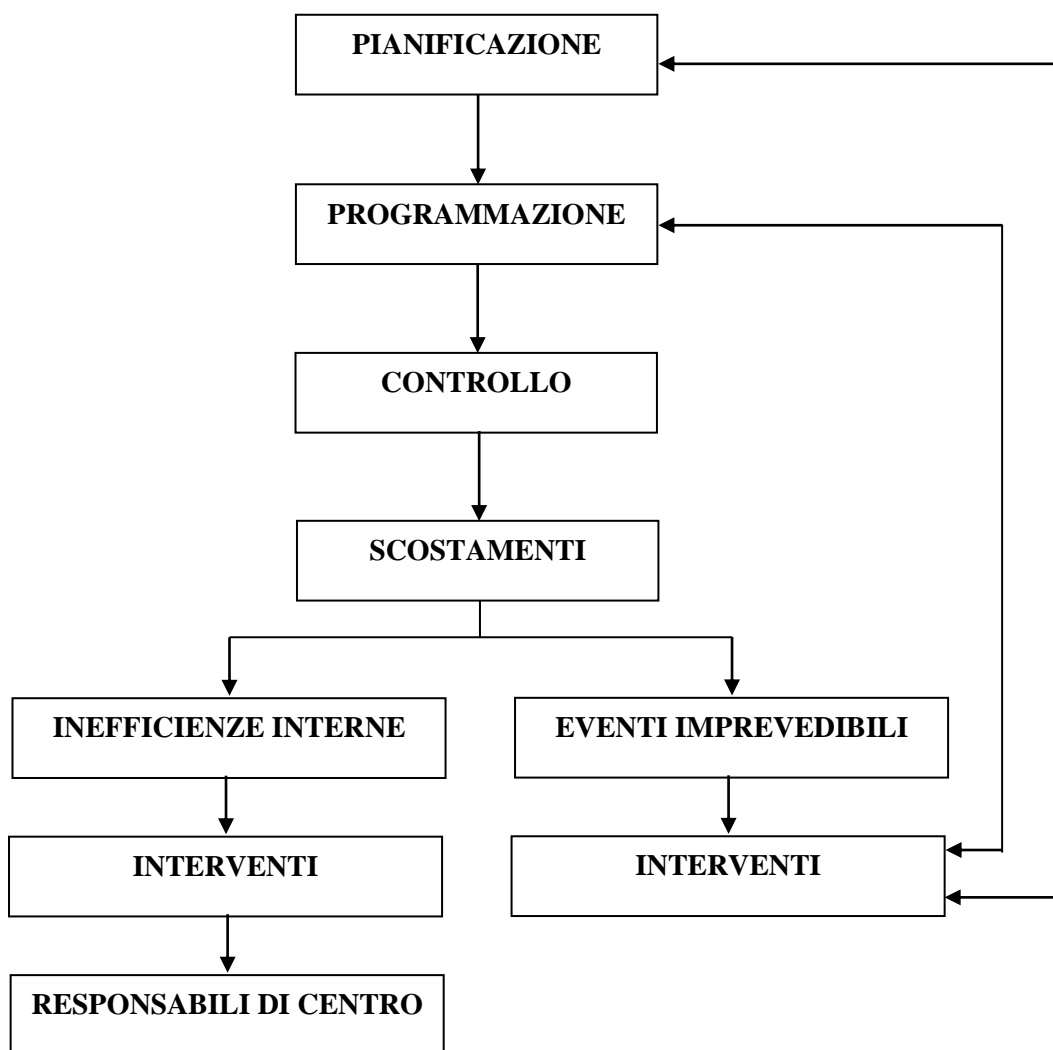 PIANIFICAZIONE
PROGRAMMAZIONE
CONTROLLO
SCOSTAMENTI
INEFFICIENZE INTERNE
EVENTI IMPREVEDIBILI
INTERVENTI
INTERVENTI
RESPONSABILI DI CENTRO